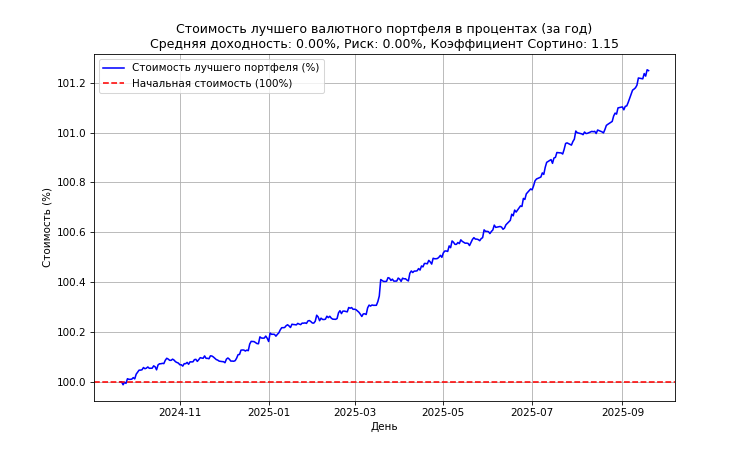 Стоимость лучшего валютного портфеля в процентах (за год)
Средняя доходность: 0.00%, Риск: 0.00%, Коэффициент Сортино: 1.15
Стоимость лучшего портфеля (%)
Начальная стоимость (100%)
Стоимость (%)
101.2
101.0
100.8
100.6
100.4
100.2
100.0
2024-11
2025-01
2025-03
2025-05
2025-07
2025-09
День